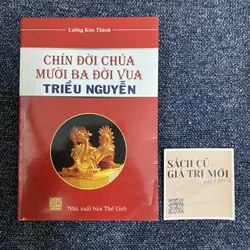 Lương Kim Thành
CHÍN ĐỜI CHÚA
MƯỜI BA ĐỜI VUA
TRIỀU NGUYỄN
Nhà xuất bản Thế Giới
SÁCH CŨ
GIÁ TRỊ MỚI